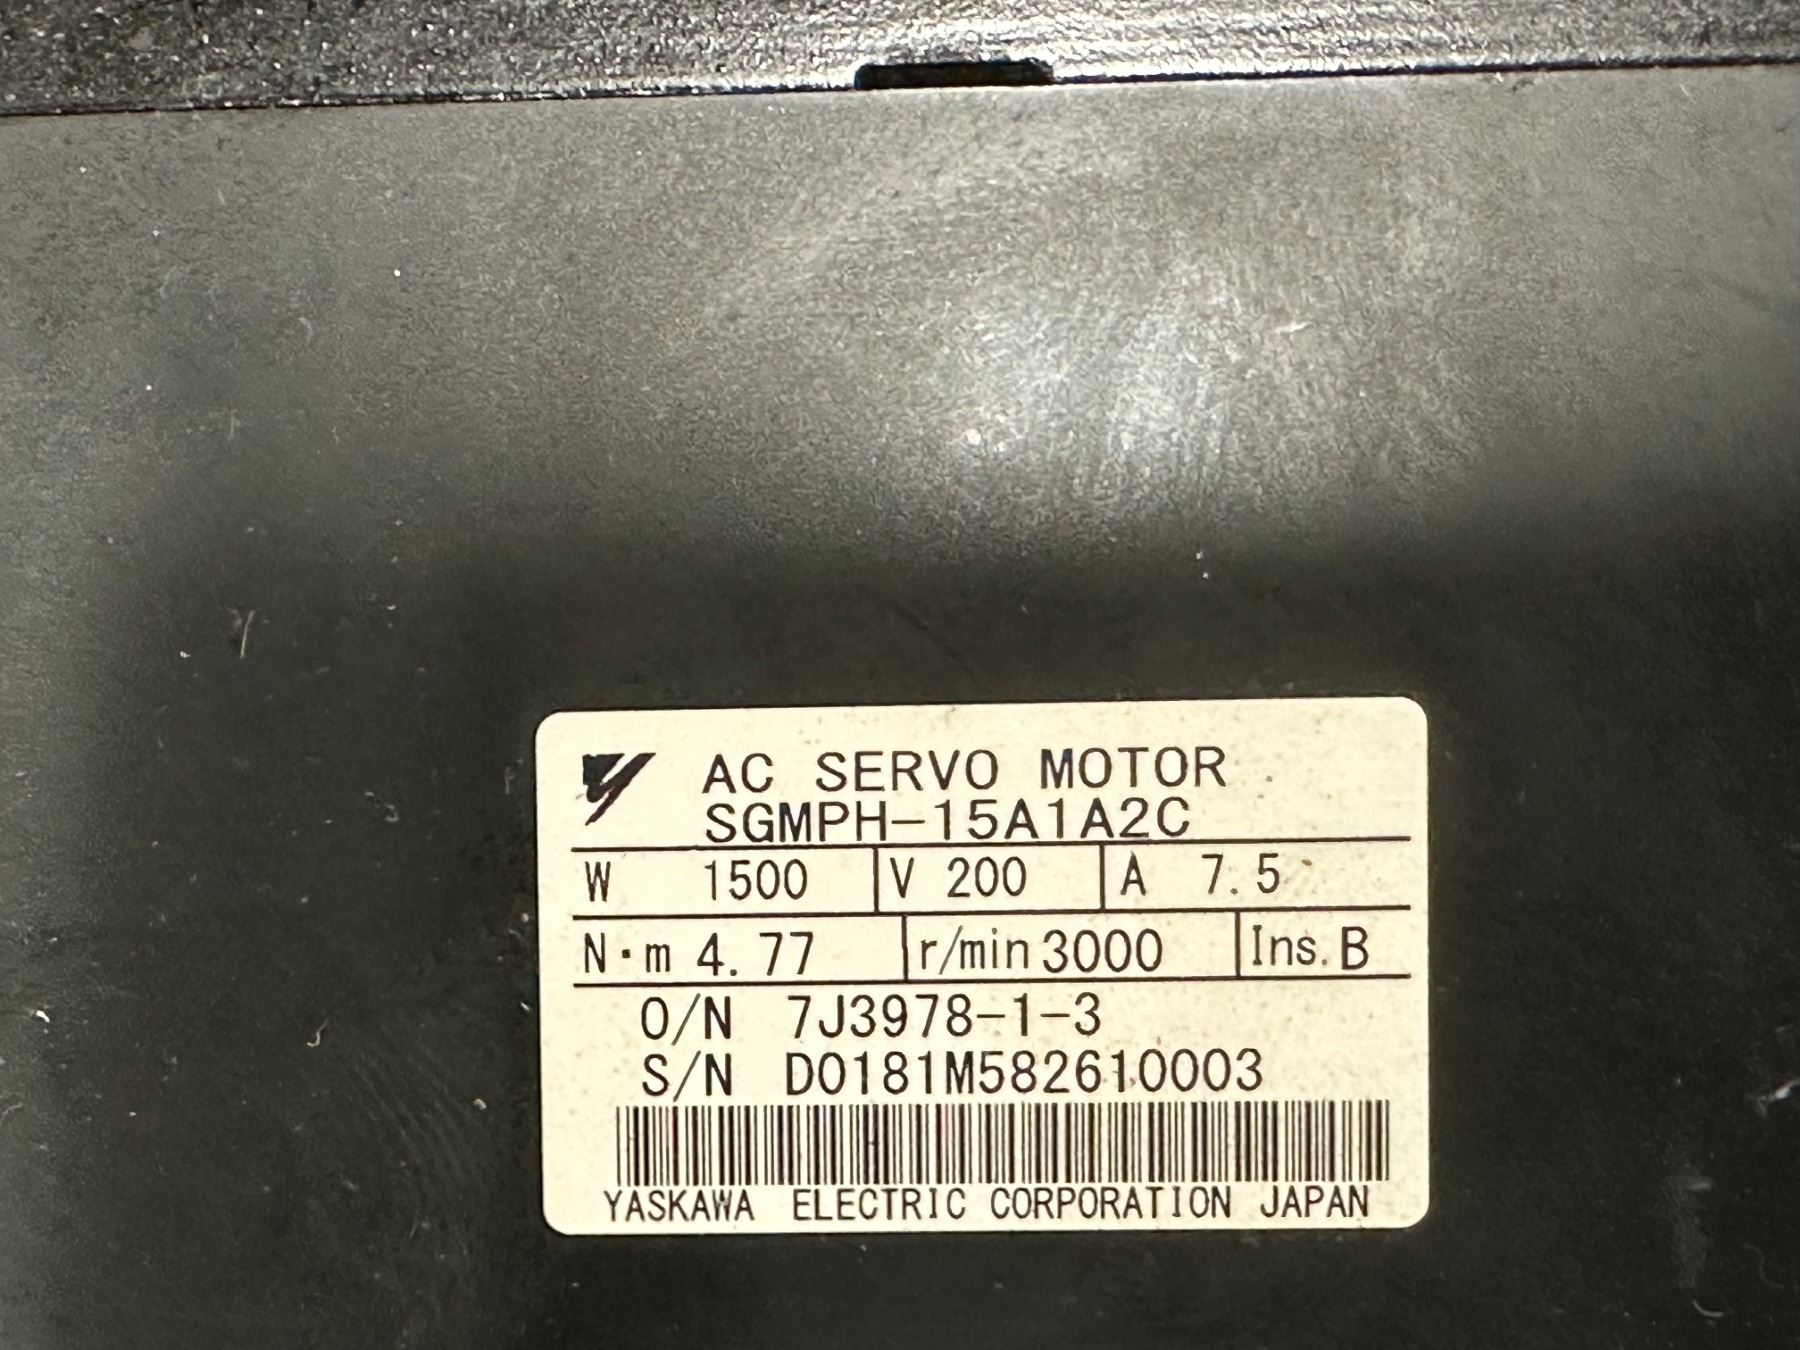 AC SERVO MOTOR
SGMPH-15A1A2C
W 1500 V 200 A 7.5
N·m 4.77 r/min 3000 Ins. B
O/N 7J3978-1-3
S/N D0181M582610003
YASKAWA ELECTRIC CORPORATION JAPAN